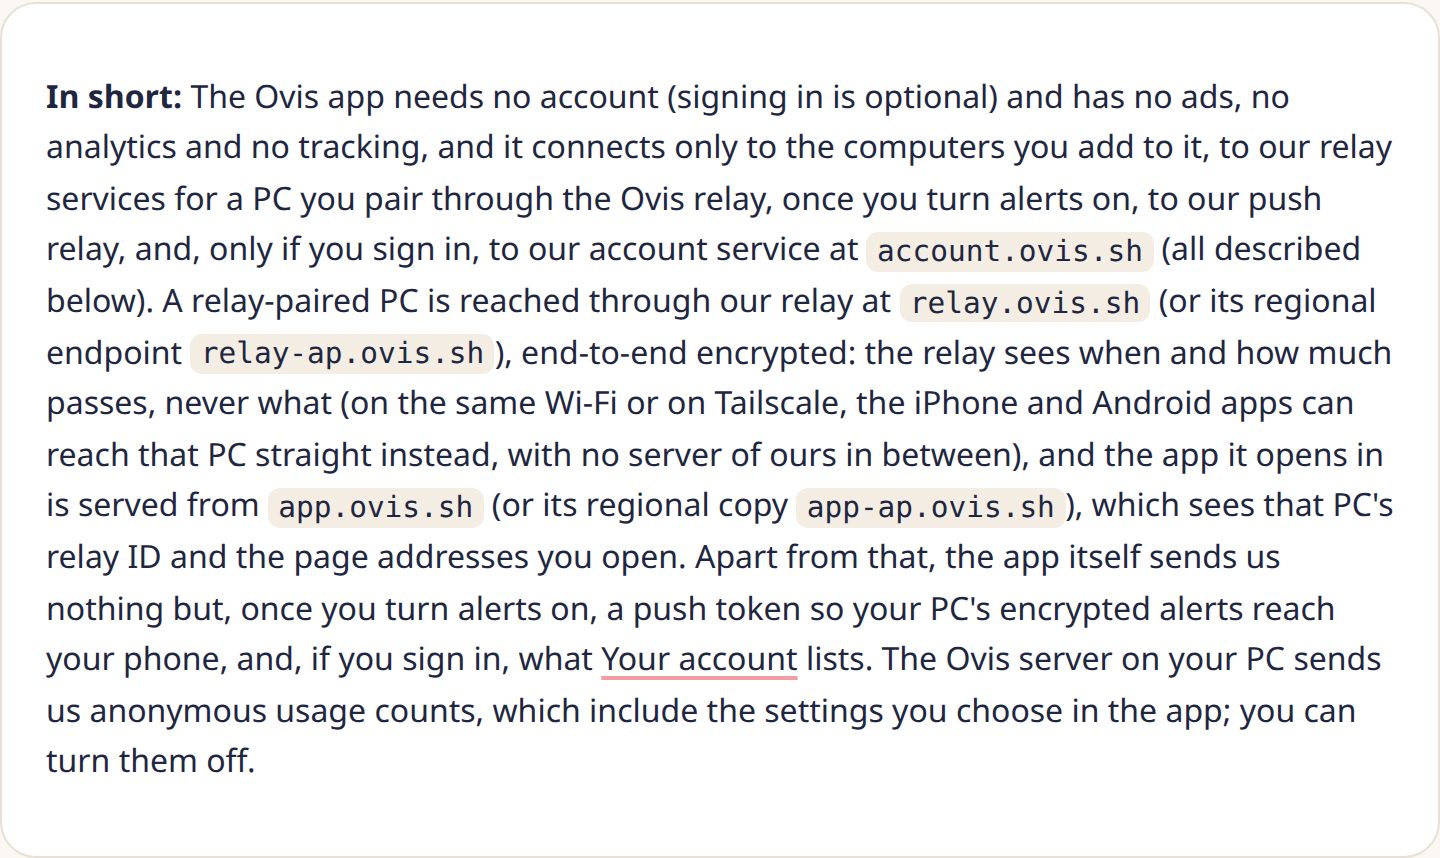 In short: The Ovis app needs no account (signing in is optional) and has no ads, no
analytics and no tracking, and it connects only to the computers you add to it, to our relay
services for a PC you pair through the Ovis relay, once you turn alerts on, to our push
relay, and, only if you sign in, to our account service at account.ovis.sh (all described
below). A relay-paired PC is reached through our relay at relay.ovis.sh (or its regional
endpoint relay-ap.ovis.sh), end-to-end encrypted: the relay sees when and how much
passes, never what (on the same Wi-Fi or on Tailscale, the iPhone and Android apps can
reach that PC straight instead, with no server of ours in between), and the app it opens in
is served from app.ovis.sh (or its regional copy app-ap.ovis.sh), which sees that PC's
relay ID and the page addresses you open. Apart from that, the app itself sends us
nothing but, once you turn alerts on, a push token so your PC's encrypted alerts reach
your phone, and, if you sign in, what Your account lists. The Ovis server on your PC sends
us anonymous usage counts, which include the settings you choose in the app; you can
turn them off.